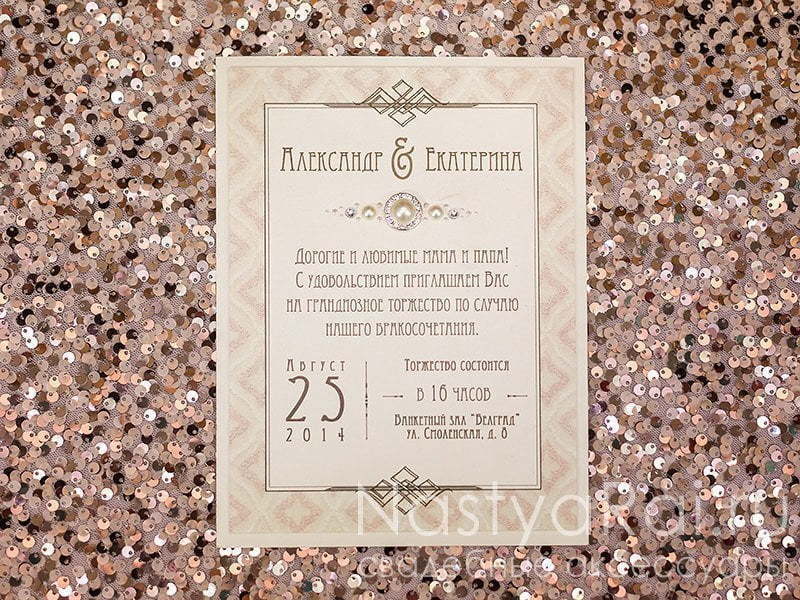 Александр & Екатерина
Дорогие и любимые мама и папа!
С удовольствием приглашаем Вас
на грандиозное торжество по случаю
нашего бракосочетания.
Август
25
2014
Торжество состоится
в 16 часов
Банкетный зал "Белград"
ул. Смоленская, д. 8
NastyaRai.ru
свадебные аксессуары